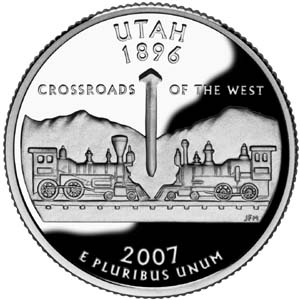 UTAH
1896
CROSSROADS OF THE WEST
JFM
2007
E PLURIBUS UNUM